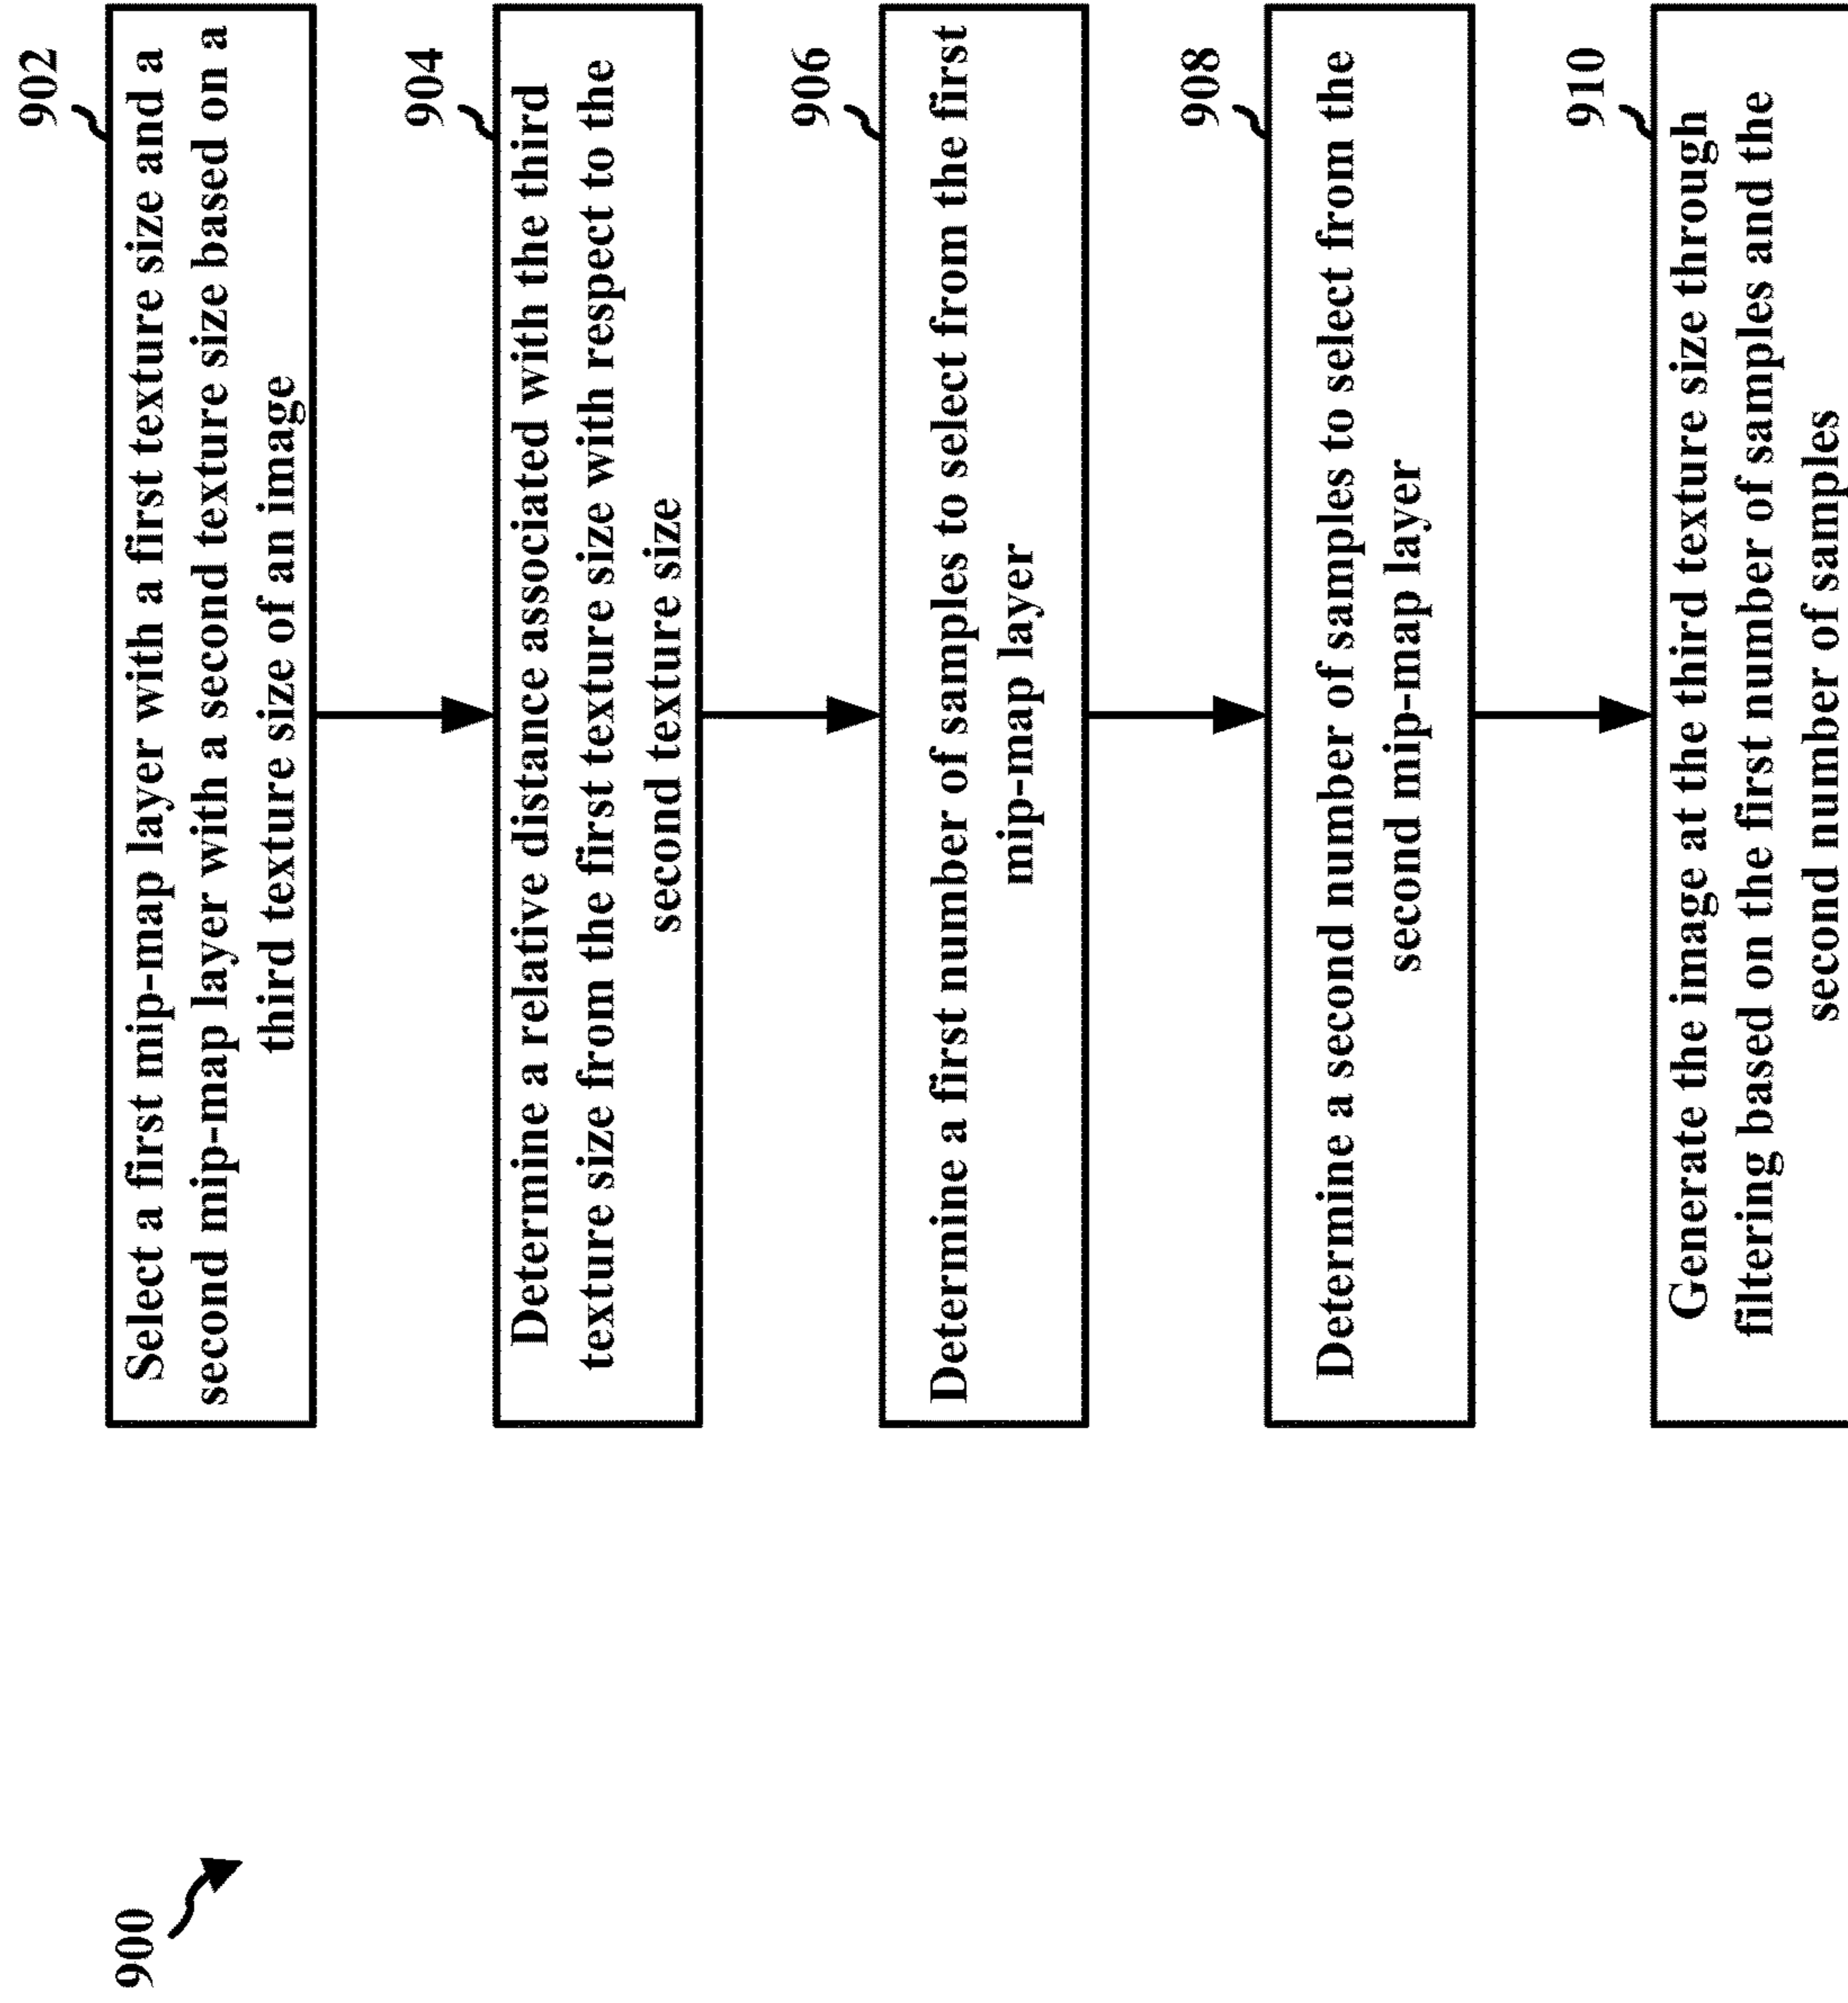 900
902
Select a first mip-map layer with a first texture size and a
second mip-map layer with a second texture size based on a
third texture size of an image
904
Determine a relative distance associated with the third
texture size from the first texture size with respect to the
second texture size
906
Determine a first number of samples to select from the first
mip-map layer
908
Determine a second number of samples to select from the
second mip-map layer
910
Generate the image at the third texture size through
filtering based on the first number of samples and the
second number of samples